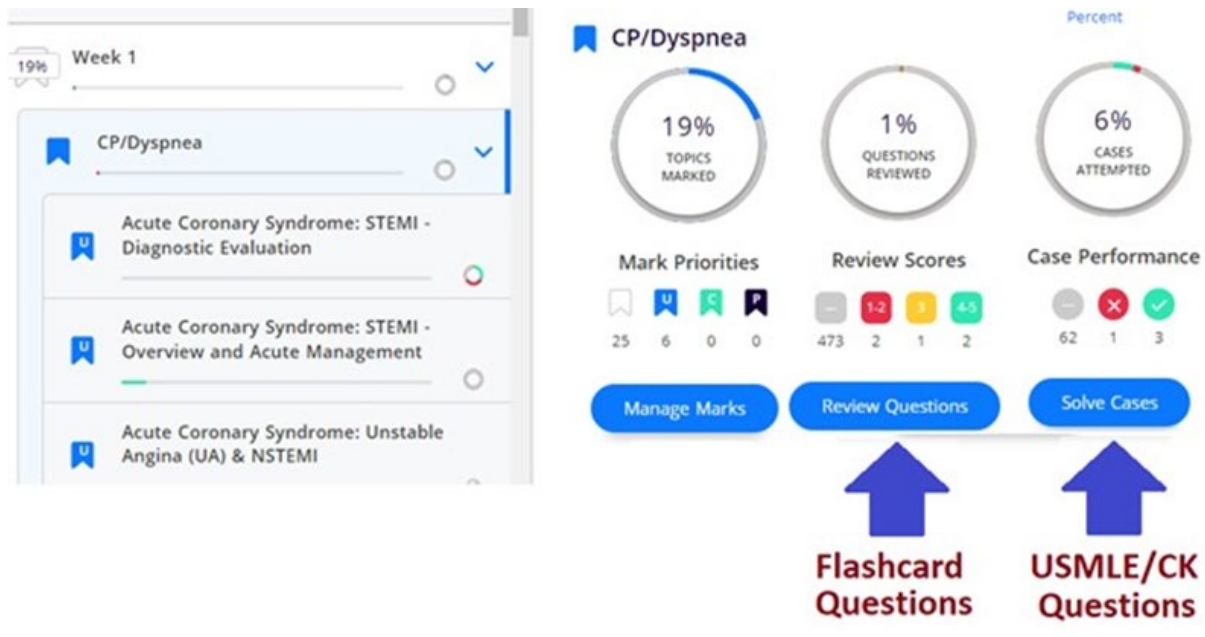 Week 1
19%
CP/Dyspnea
U
Acute Coronary Syndrome: STEMI -
Diagnostic Evaluation
U
Acute Coronary Syndrome: STEMI -
Overview and Acute Management
U
Acute Coronary Syndrome: Unstable
Angina (UA) & NSTEMI
Percent
CP/Dyspnea
19%
TOPICS
MARKED
1%
QUESTIONS
REVIEWED
6%
CASES
ATTEMPTED
Mark Priorities
U C P
25 6 0 0
Manage Marks
Review Scores
— 1-2 3 4-5
473 2 1 2
Review Questions
Case Performance
62 1 3
Solve Cases
Flashcard
Questions
USMLE/CK
Questions